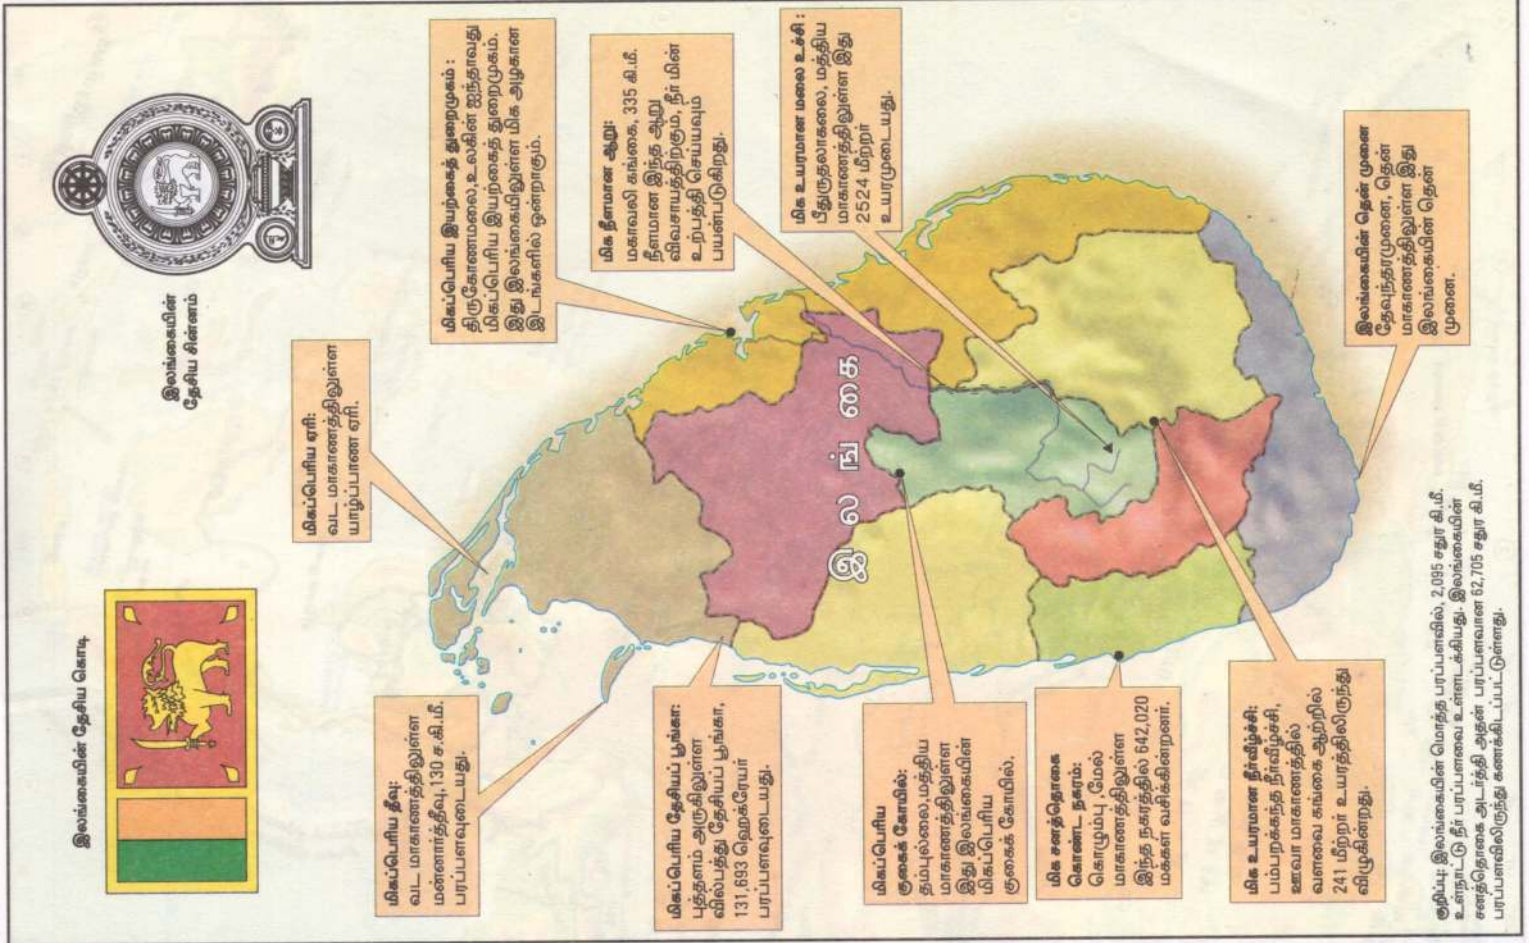 இலங்கையின் தேசிய கொடி
இலங்கையின்
தேசிய சின்னம்
மிகப்பெரிய தீவு:
வட மாகாணத்திலுள்ள
மன்னார்த்தீவு,130 ச.கி.மீ.
பரப்பளவுடையது.
மிகப்பெரிய ஏரி:
வட மாகாணத்திலுள்ள
யாழ்ப்பாண ஏரி.
மிகப்பெரிய இயற்கைத் துறைமுகம் :
திருகோணமலை,உலகின் ஐந்தாவது
மிகப்பெரிய இயற்கைத் துறைமுகம்.
இது இலங்கையிலுள்ள மிக அழகான
இடங்களில் ஒன்றாகும்.
மிகப்பெரிய தேசியப் பூங்கா:
புத்தளம் அருகிலுள்ள
வில்பத்து தேசியப் பூங்கா,
131,693 ஹெக்ரேயர்
பரப்பளவுடையது.
மிக நீளமான ஆறு:
மகாவலி கங்கை, 335 கி.மீ.
நீளமான இந்த ஆறு
விவசாயத்திற்கும், நீர் மின்
உற்பத்தி செய்யவும்
பயன்படுகிறது.
இ ல ங் கை
மிகப்பெரிய
குகைக் கோயில்:
தம்புல்லை,மத்திய
மாகாணத்திலுள்ள
இது இலங்கையின்
மிகப்பெரிய
குகைக் கோயில்.
மிக உயரமான மலை உச்சி :
பீதுருதலாகலை, மத்திய
மாகாணத்திலுள்ள இது
2524 மீற்றர்
உயரமுடையது.
மிக சனத்தொகை
கொண்ட நகரம்:
கொழும்பு ,மேல்
மாகாணத்திலுள்ள
இந்த நகரத்தில் 642,020
மக்கள் வசிக்கின்றனர்.
மிக உயரமான நீர்வீழ்ச்சி:
பம்பரக்கந்த நீர்வீழ்ச்சி,
ஊவா மாகாணத்தில்
வளவை கங்கை ஆற்றில்
241 மீற்றர் உயரத்திலிருந்து
விழுகின்றது.
இலங்கையின் தென் முனை
தேவுந்தரமுனை, தென்
மாகாணத்திலுள்ள இது
இலங்கையின் தென்
முனை.
குறிப்பு: இலங்கையின் மொத்த பரப்பளவில், 2,095 சதுர கி.மீ.
உள்நாட்டு நீர் பரப்பளவை உள்ளடக்கியது. இலங்கையின்
சனத்தொகை அடர்த்தி அதன் பரப்பளவான 62,705 சதுர கி.மீ.
பரப்பளவிலிருந்து கணக்கிடப்பட்டுள்ளது.